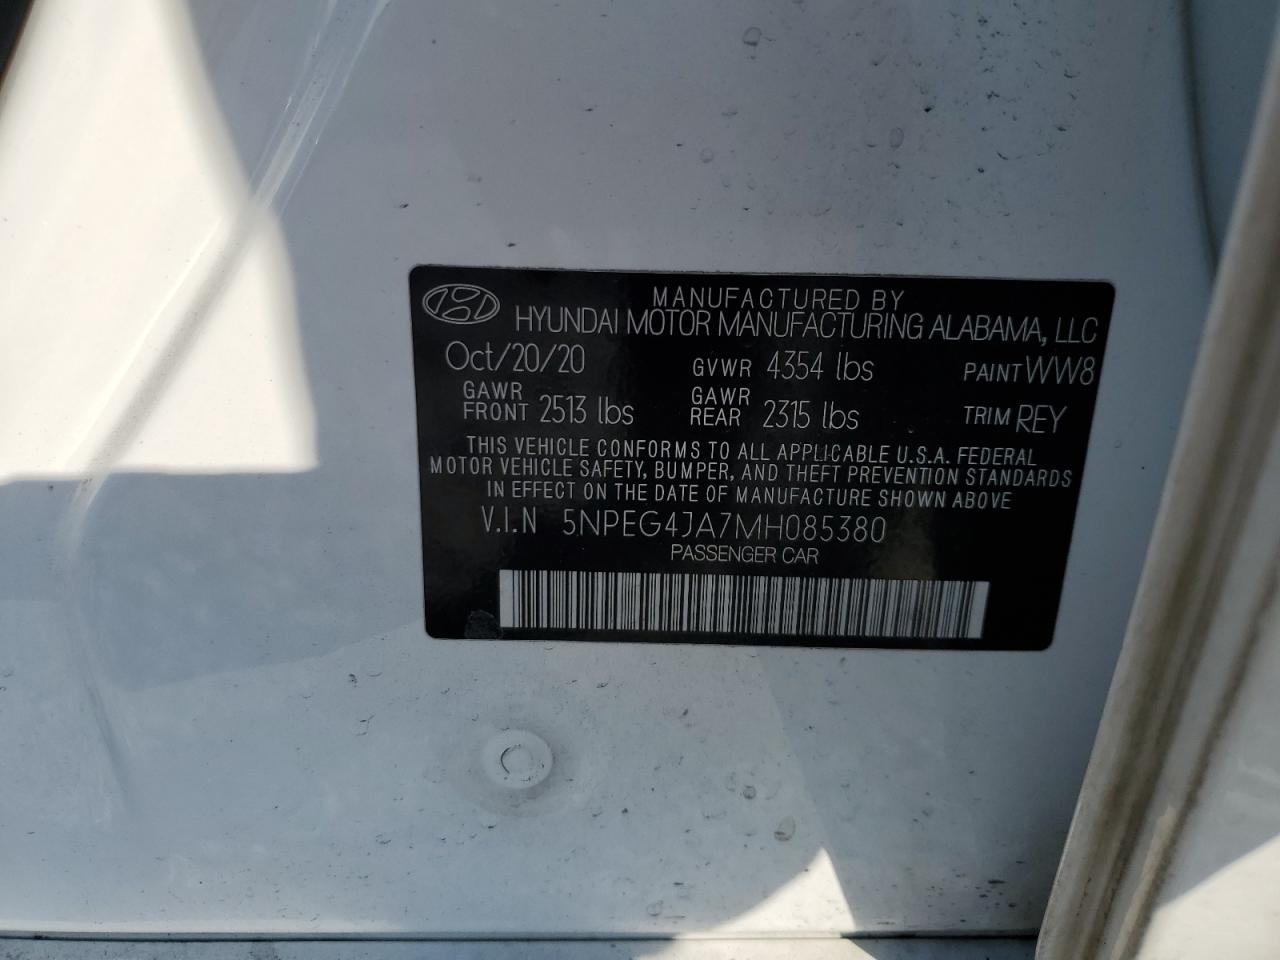 MANUFACTURED BY
HYUNDAI MOTOR MANUFACTURING ALABAMA, LLC
Oct/20/20 GVWR 4354 lbs PAINT WW8
GAWR FRONT 2513 lbs GAWR REAR 2315 lbs TRIM REY
THIS VEHICLE CONFORMS TO ALL APPLICABLE U.S.A. FEDERAL
MOTOR VEHICLE SAFETY, BUMPER, AND THEFT PREVENTION STANDARDS
IN EFFECT ON THE DATE OF MANUFACTURE SHOWN ABOVE
V.I.N 5NPEG4JA7MH085380
PASSENGER CAR